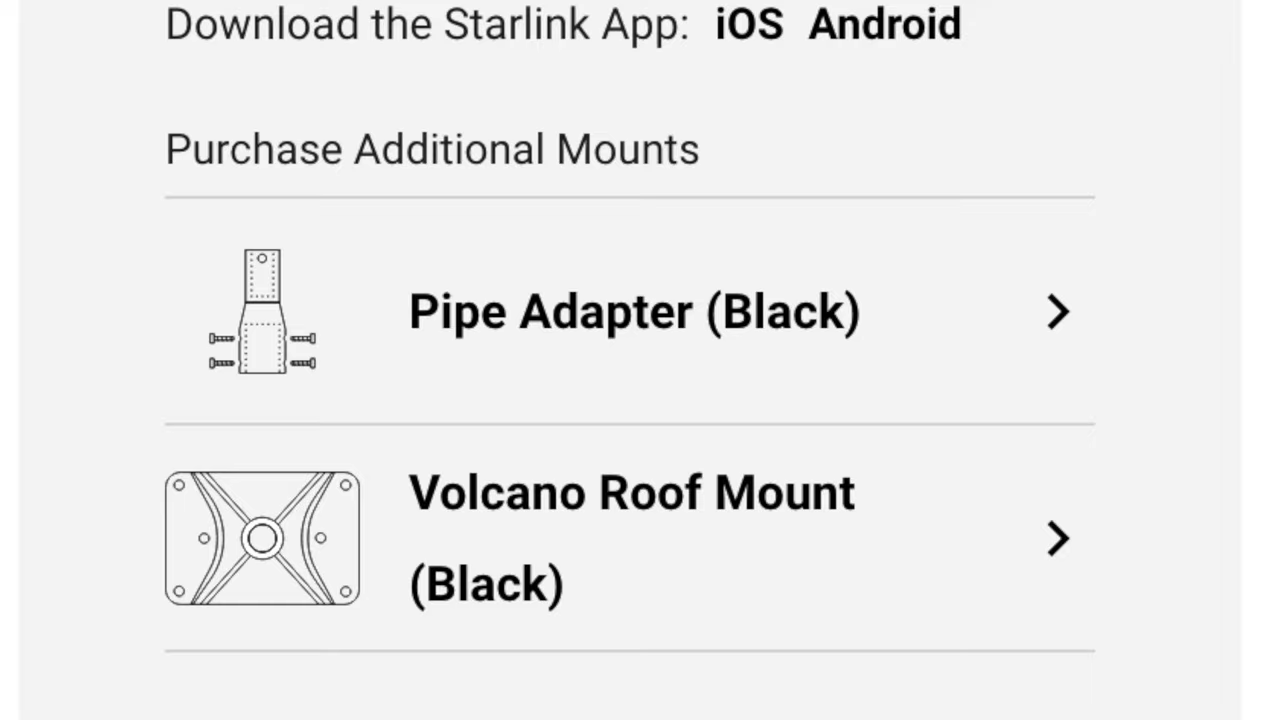 Download the Starlink App: iOS Android
Purchase Additional Mounts
Pipe Adapter (Black)
Volcano Roof Mount
(Black)